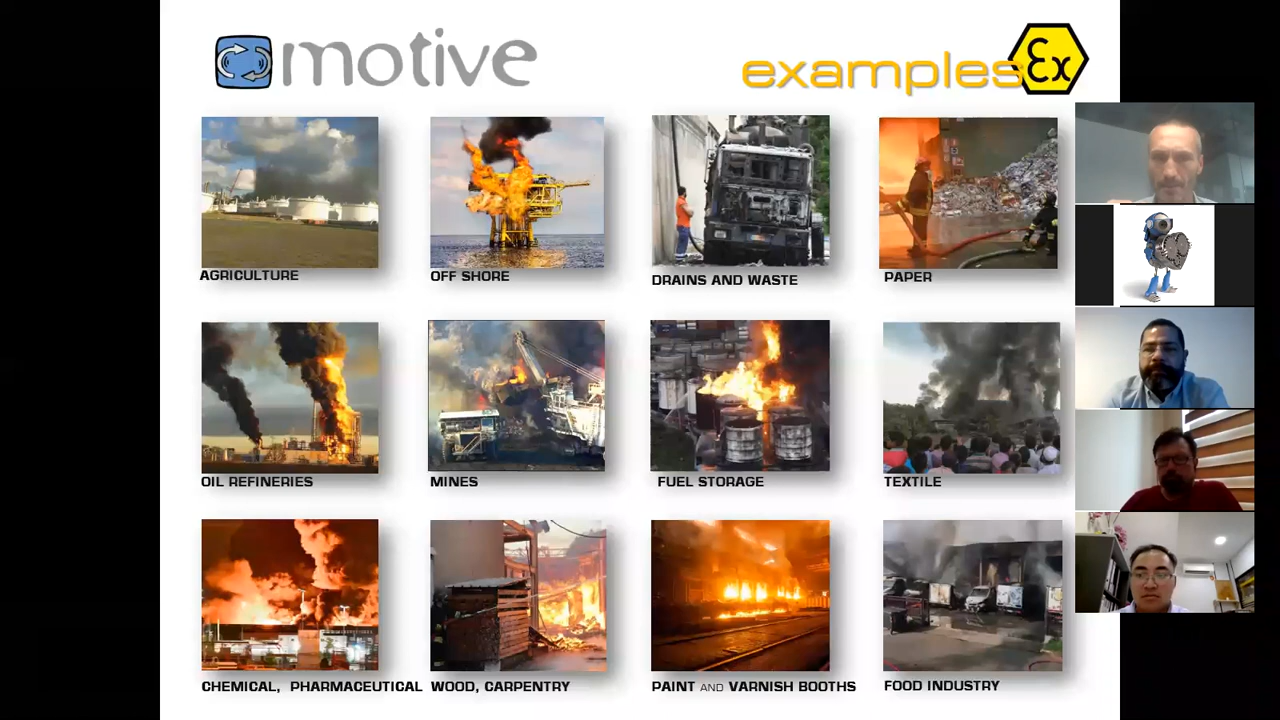 motive
examples Ex
AGRICULTURE
OFF SHORE
DRAINS AND WASTE
PAPER
OIL REFINERIES
MINES
FUEL STORAGE
TEXTILE
CHEMICAL, PHARMACEUTICAL
WOOD, CARPENTRY
PAINT AND VARNISH BOOTHS
FOOD INDUSTRY